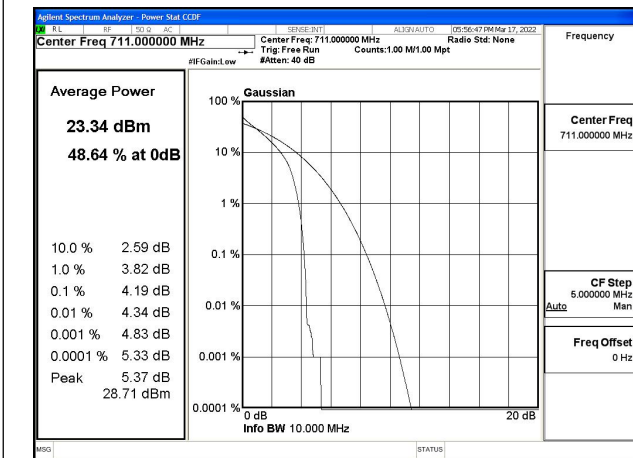 Agilent Spectrum Analyzer - Power Stat CCDF
RL RF 50 Ω AC SENSE:INT ALIGN AUTO 05:56:47 PM Mar 17, 2022
Center Freq 711.000000 MHz
Center Freq: 711.000000 MHz Radio Std: None
Trig: Free Run Counts:1.00 M/1.00 Mpt
#IFGain:Low #Atten: 40 dB
Frequency
Average Power
23.34 dBm
48.64 % at 0dB
10.0 % 2.59 dB
1.0 % 3.82 dB
0.1 % 4.19 dB
0.01 % 4.34 dB
0.001 % 4.83 dB
0.0001 % 5.33 dB
Peak 5.37 dB
28.71 dBm
Gaussian
100 %
10 %
1 %
0.1 %
0.01 %
0.001 %
0.0001 %
0 dB 20 dB
Info BW 10.000 MHz
Center Freq
711.000000 MHz
CF Step
5.000000 MHz
Auto Man
Freq Offset
0 Hz
MSG STATUS